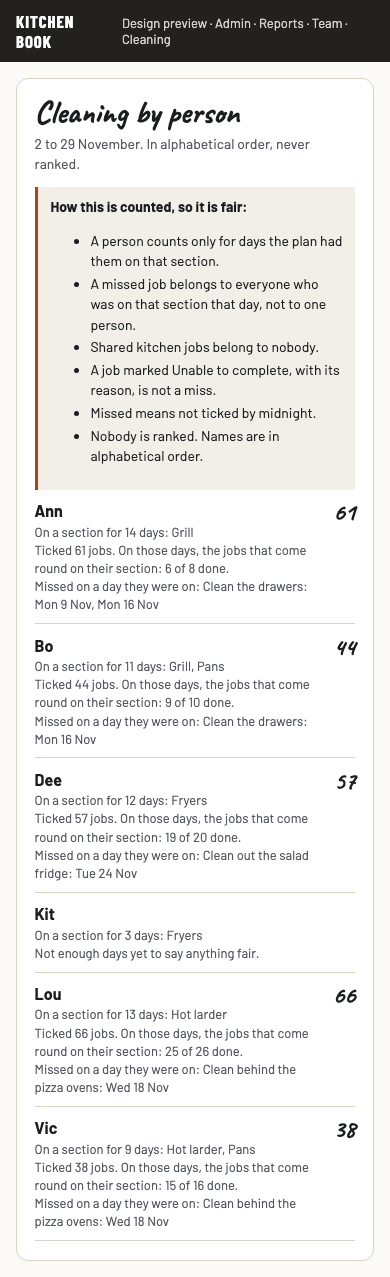 KITCHEN
BOOK
Design preview · Admin · Reports · Team ·
Cleaning
Cleaning by person
2 to 29 November. In alphabetical order, never
ranked.
How this is counted, so it is fair:
• A person counts only for days the plan had
them on that section.
• A missed job belongs to everyone who
was on that section that day, not to one
person.
• Shared kitchen jobs belong to nobody.
• A job marked Unable to complete, with its
reason, is not a miss.
• Missed means not ticked by midnight.
• Nobody is ranked. Names are in
alphabetical order.
Ann 61
On a section for 14 days: Grill
Ticked 61 jobs. On those days, the jobs that come
round on their section: 6 of 8 done.
Missed on a day they were on: Clean the drawers:
Mon 9 Nov, Mon 16 Nov
Bo 44
On a section for 11 days: Grill, Pans
Ticked 44 jobs. On those days, the jobs that come
round on their section: 9 of 10 done.
Missed on a day they were on: Clean the drawers:
Mon 16 Nov
Dee 57
On a section for 12 days: Fryers
Ticked 57 jobs. On those days, the jobs that come
round on their section: 19 of 20 done.
Missed on a day they were on: Clean out the salad
fridge: Tue 24 Nov
Kit
On a section for 3 days: Fryers
Not enough days yet to say anything fair.
Lou 66
On a section for 13 days: Hot larder
Ticked 66 jobs. On those days, the jobs that come
round on their section: 25 of 26 done.
Missed on a day they were on: Clean behind the
pizza ovens: Wed 18 Nov
Vic 38
On a section for 9 days: Hot larder, Pans
Ticked 38 jobs. On those days, the jobs that come
round on their section: 15 of 16 done.
Missed on a day they were on: Clean behind the
pizza ovens: Wed 18 Nov